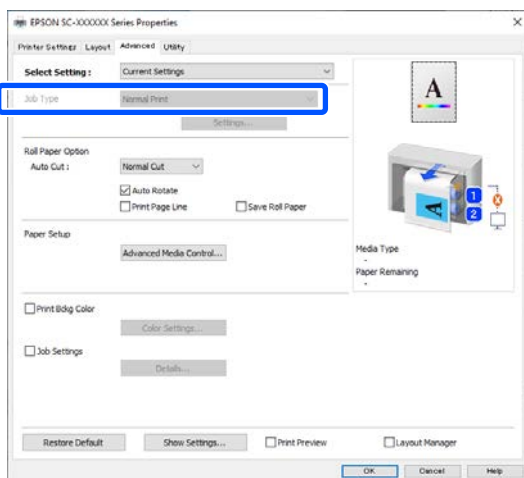 EPSON SC-XXXXXX Series Properties
Printer Settings Layout Advanced Utility
Select Setting : Current Settings
Job Type Normal Print
Settings...
Roll Paper Option
Auto Cut : Normal Cut
Auto Rotate
Print Page Line Save Roll Paper
Paper Setup
Advanced Media Control...
Print Bdkg Color
Color Settings...
Job Settings
Details...
A
A
1
2
Media Type
-
Paper Remaining
-
Restore Default Show Settings... Print Preview Layout Manager
OK Cancel Help